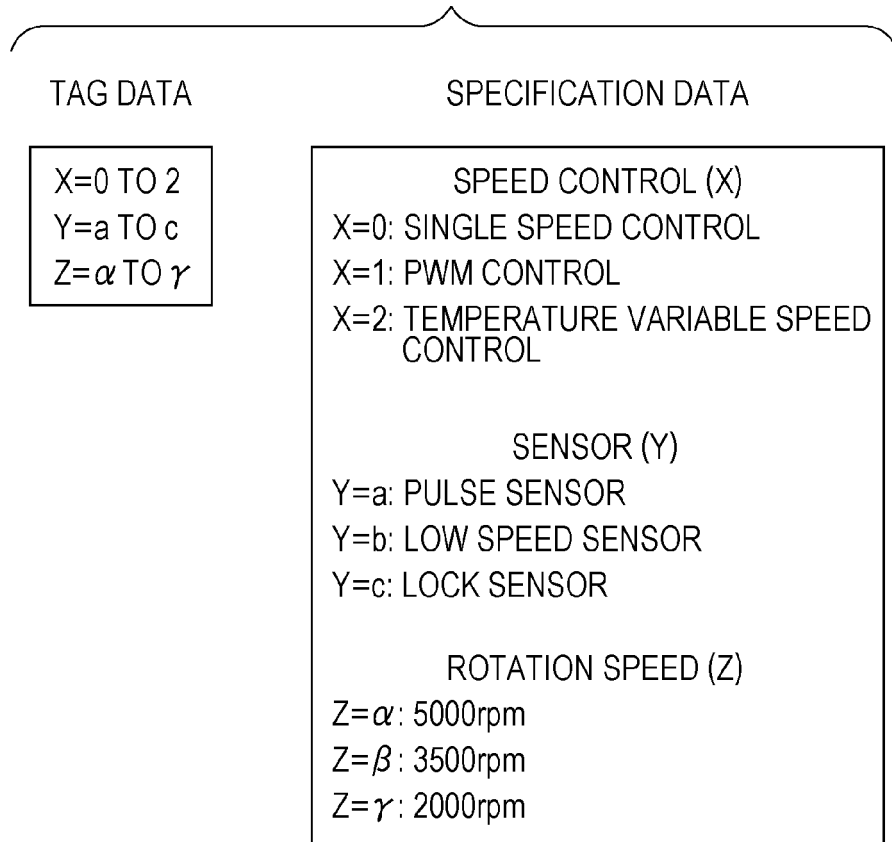 TAG DATA
X=0 TO 2
Y=a TO c
Z=α TO γ
SPECIFICATION DATA
SPEED CONTROL (X)
X=0: SINGLE SPEED CONTROL
X=1: PWM CONTROL
X=2: TEMPERATURE VARIABLE SPEED
CONTROL
SENSOR (Y)
Y=a: PULSE SENSOR
Y=b: LOW SPEED SENSOR
Y=c: LOCK SENSOR
ROTATION SPEED (Z)
Z=α: 5000rpm
Z=β: 3500rpm
Z=γ: 2000rpm